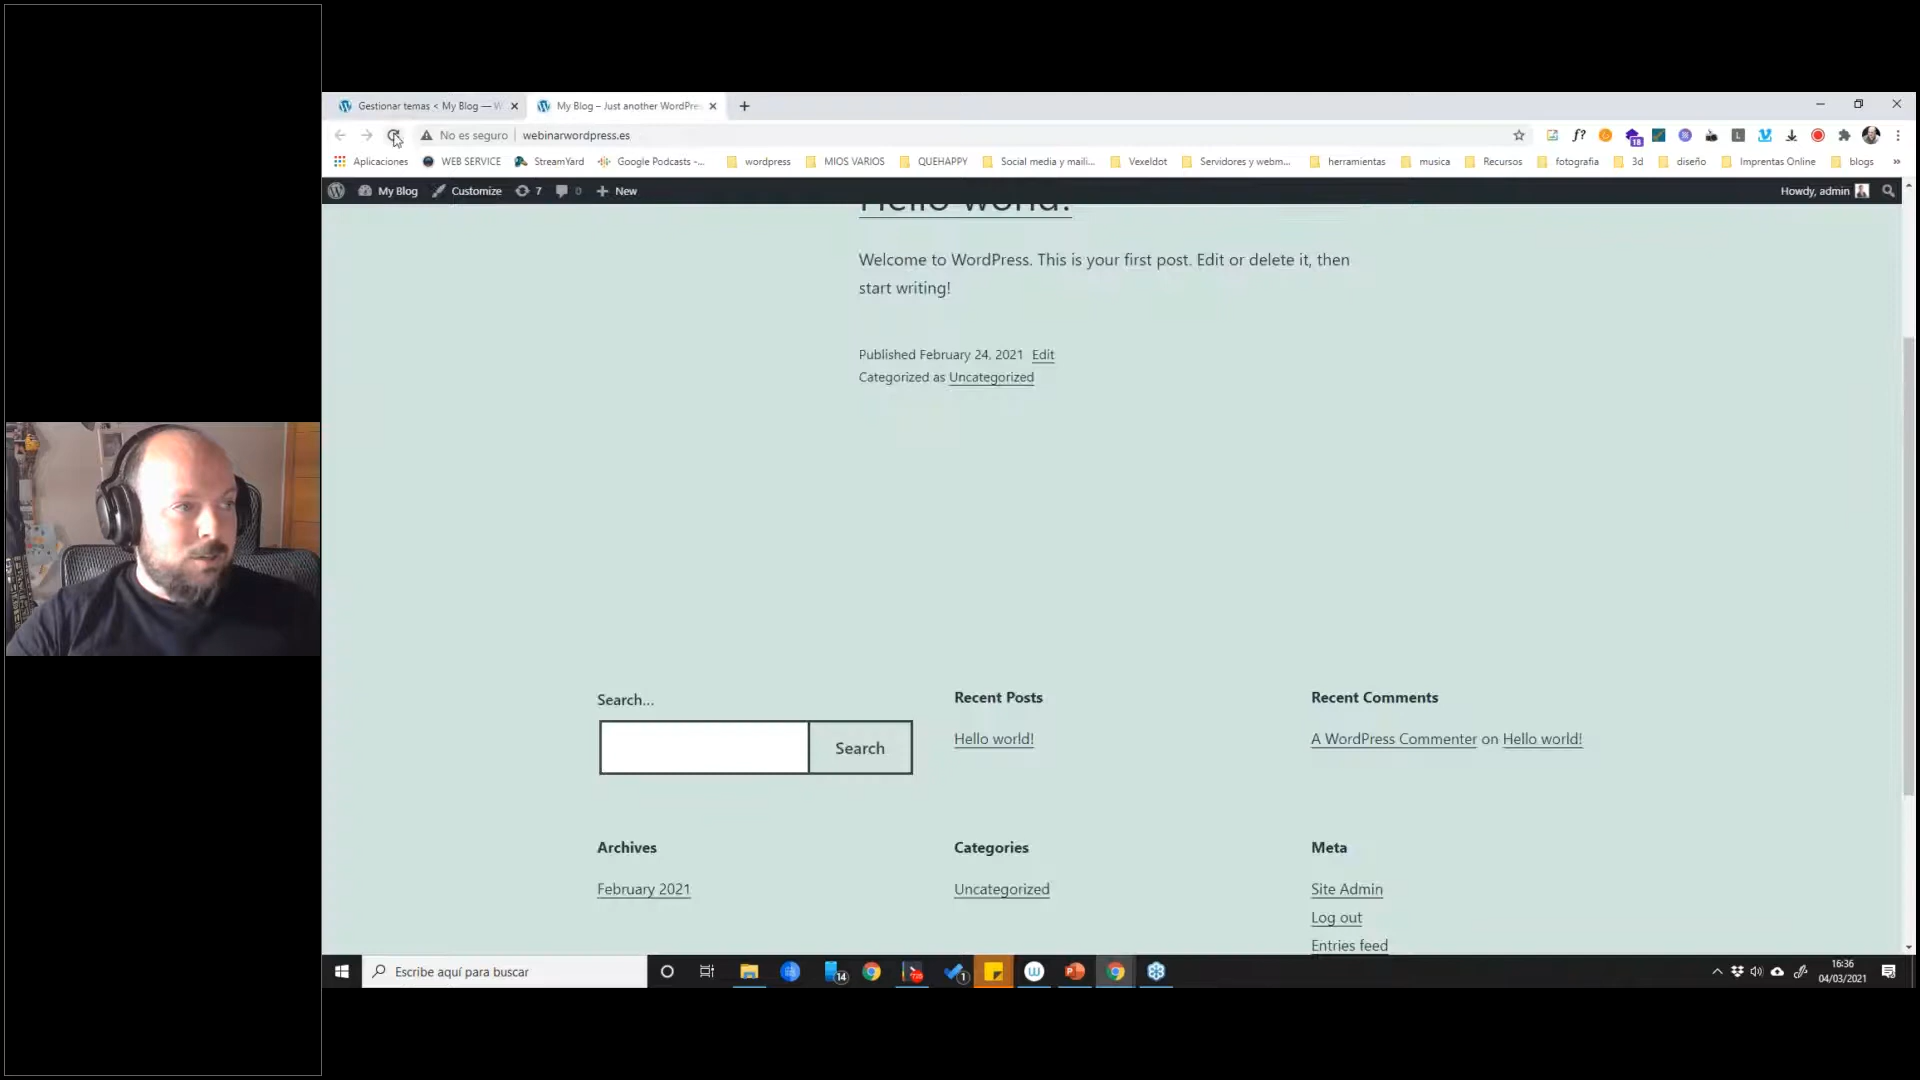 Gestionar temas < My Blog — W
My Blog – Just another WordPre
No es seguro webinarwordpress.es
Aplicaciones WEB SERVICE StreamYard Google Podcasts -... wordpress MIOS VARIOS QUEHAPPY Social media y maili... Vexeldot Servidores y webm... herramientas musica Recursos fotografia 3d diseño Imprentas Online blogs »
My Blog Customize 7 0 New Howdy, admin
Hello world!
Welcome to WordPress. This is your first post. Edit or delete it, then
start writing!
Published February 24, 2021 Edit
Categorized as Uncategorized
Search...
Search
Recent Posts
Hello world!
Recent Comments
A WordPress Commenter on Hello world!
Archives
February 2021
Categories
Uncategorized
Meta
Site Admin
Log out
Entries feed
Escribe aquí para buscar
14
1
16:36
04/03/2021